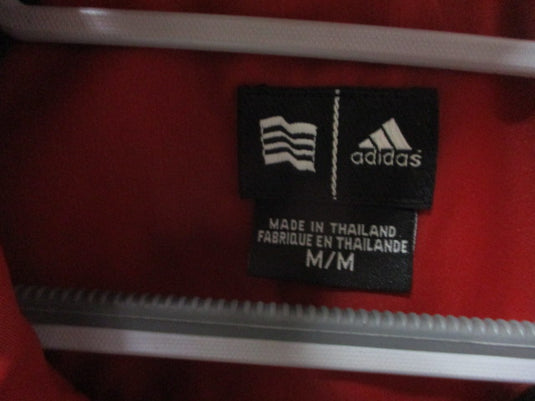 adidas
MADE IN THAILAND
FABRIQUE EN THAILANDE
M/M